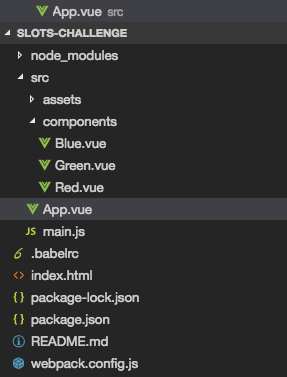 App.vue src
SLOTS-CHALLENGE
node_modules
src
assets
components
Blue.vue
Green.vue
Red.vue
App.vue
JS main.js
.babelrc
<> index.html
{ } package-lock.json
{ } package.json
README.md
webpack.config.js